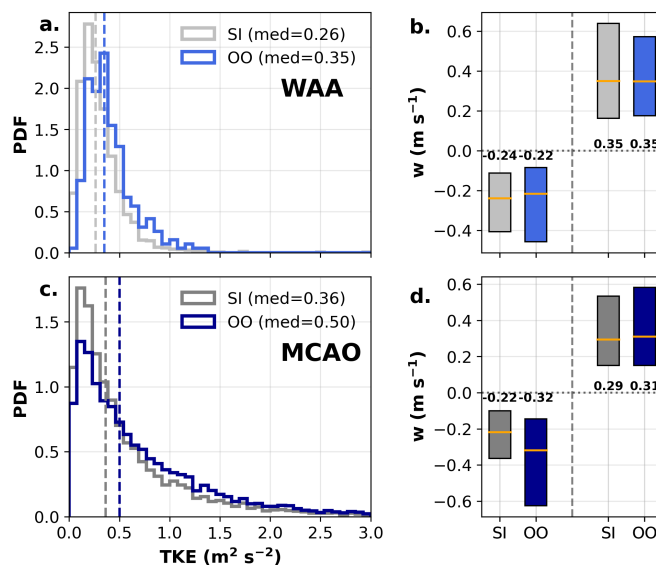 a.
SI (med=0.26)
OO (med=0.35)
WAA
PDF
2.5
2.0
1.5
1.0
0.5
0.0
b.
w (m s⁻¹)
0.6
0.4
0.2
0.0
−0.2
−0.4
-0.24
-0.22
0.35
0.35
c.
SI (med=0.36)
OO (med=0.50)
MCAO
PDF
1.5
1.0
0.5
0.0
0.0
0.5
1.0
1.5
2.0
2.5
3.0
TKE (m² s⁻²)
d.
w (m s⁻¹)
0.6
0.4
0.2
0.0
−0.2
−0.4
−0.6
-0.22
-0.32
0.29
0.31
SI
OO
SI
OO